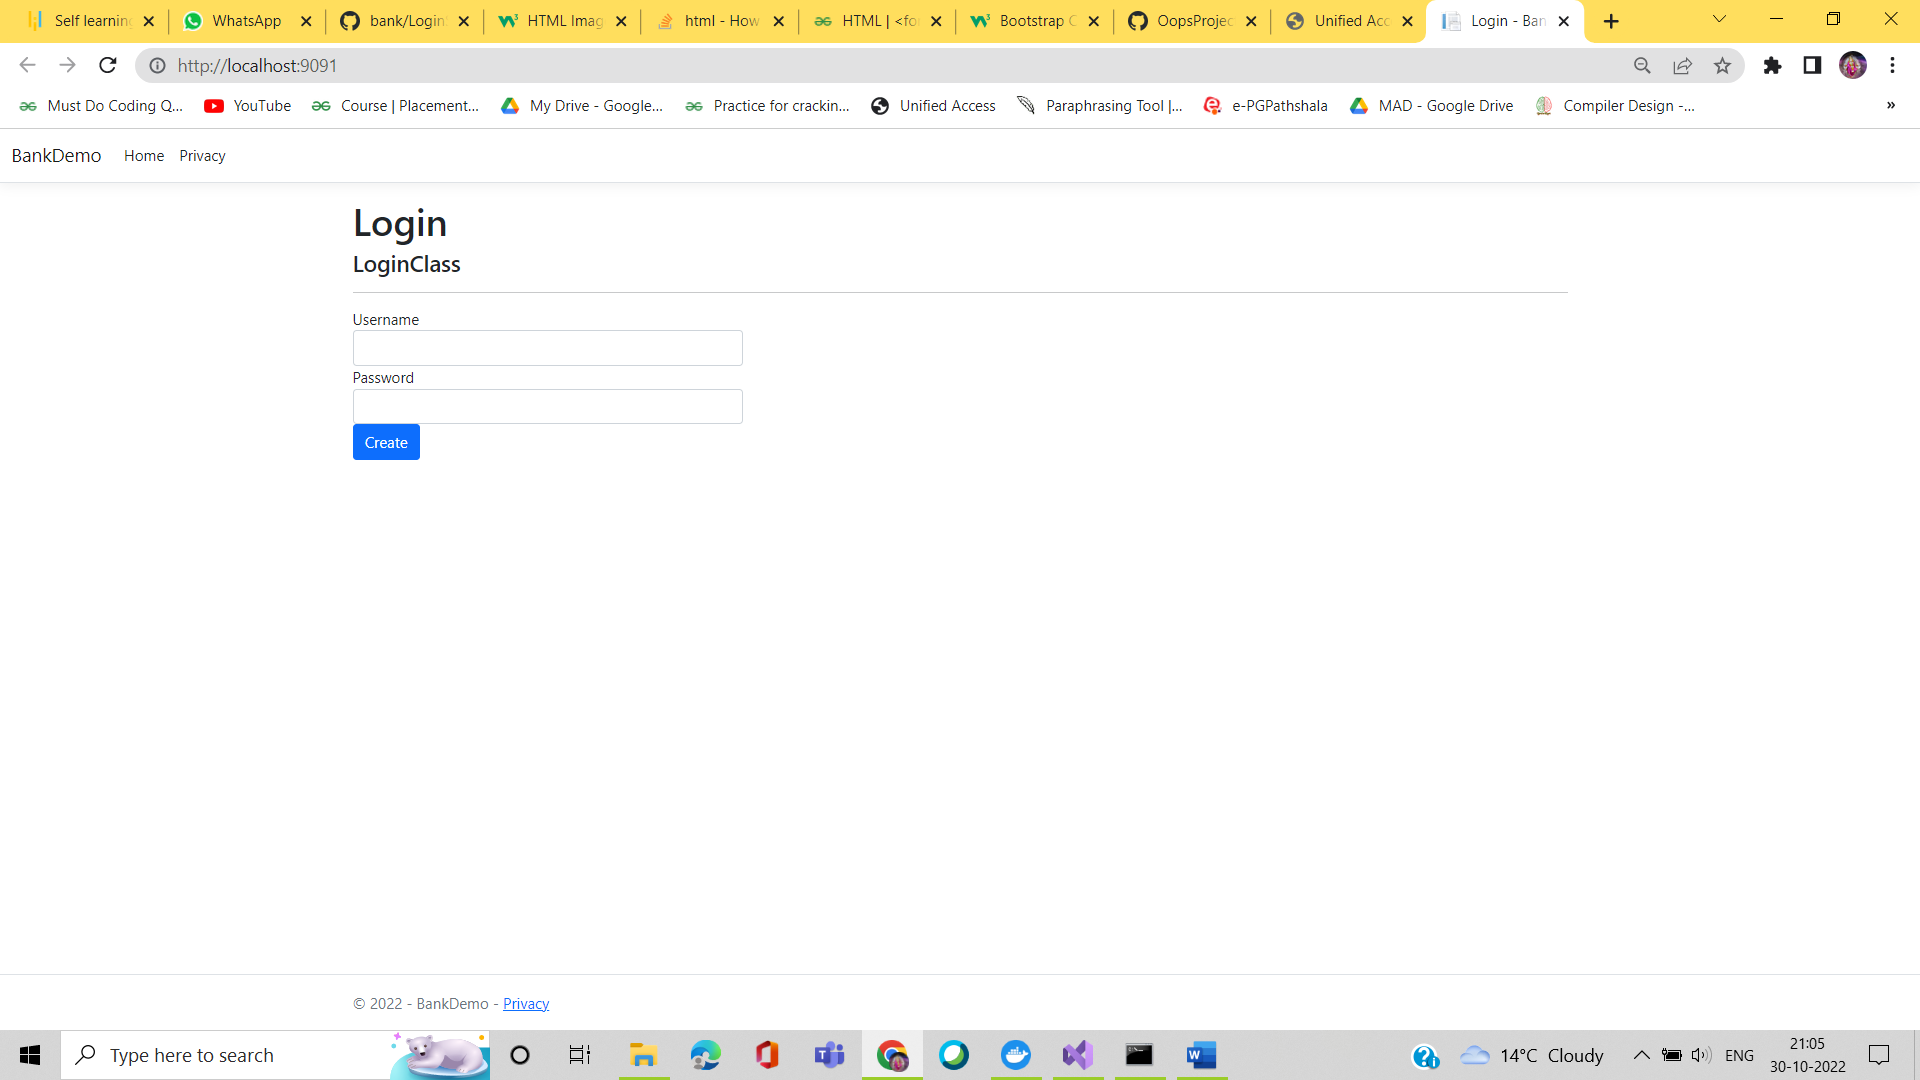 Self learning WhatsApp bank/Login HTML Imag html - How HTML | <fo Bootstrap C OopsProjec Unified Acc Login - Ban
http://localhost:9091
Must Do Coding Q... YouTube Course | Placement... My Drive - Google... Practice for crackin... Unified Access Paraphrasing Tool |... e-PGPathshala MAD - Google Drive Compiler Design -... »
BankDemo Home Privacy
Login
LoginClass
Username
Password
Create
© 2022 - BankDemo - Privacy
Type here to search 14°C Cloudy ENG 21:05
30-10-2022